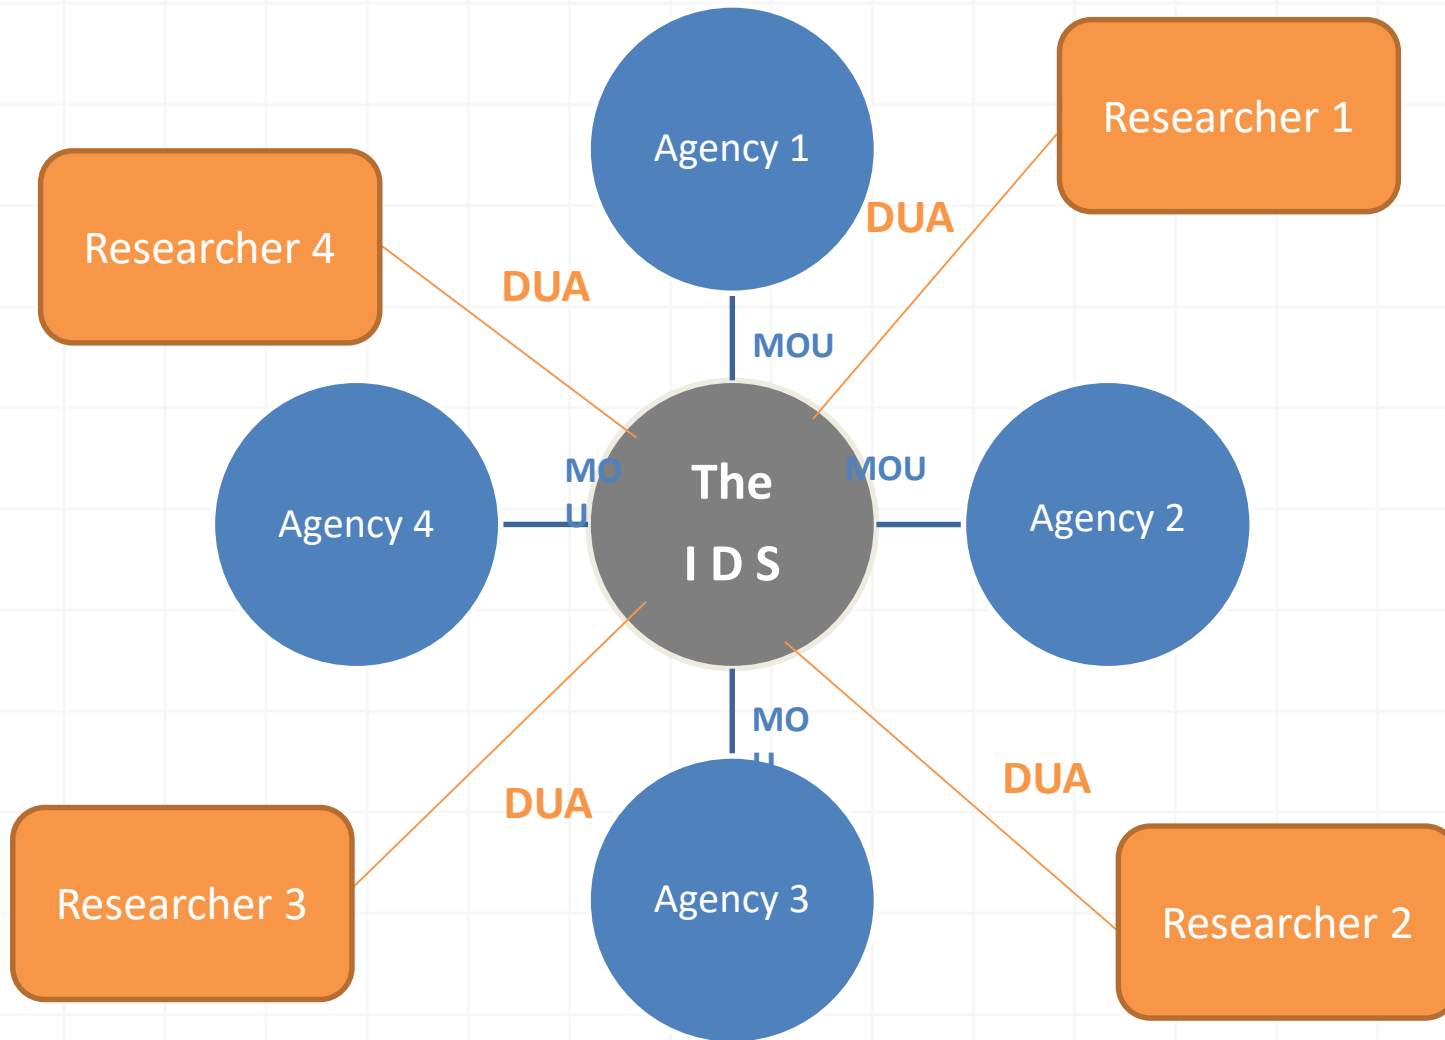 Agency 1
Researcher 1
DUA
Researcher 4
DUA
MOU
MO
U
The
I D S
MOU
Agency 4
Agency 2
MO
U
DUA
DUA
Researcher 3
Agency 3
Researcher 2